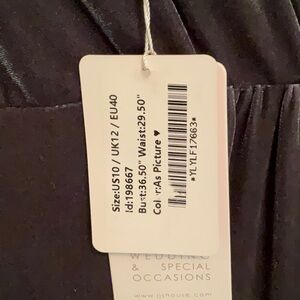 Size:US10 / UK12 / EU40
Id:198667
Bust:36.50" Waist:29.50"
Color:As Picture ♥
*YLYLF17663*
WEDDING
& SPECIAL
OCCASIONS
www.jjshouse.com